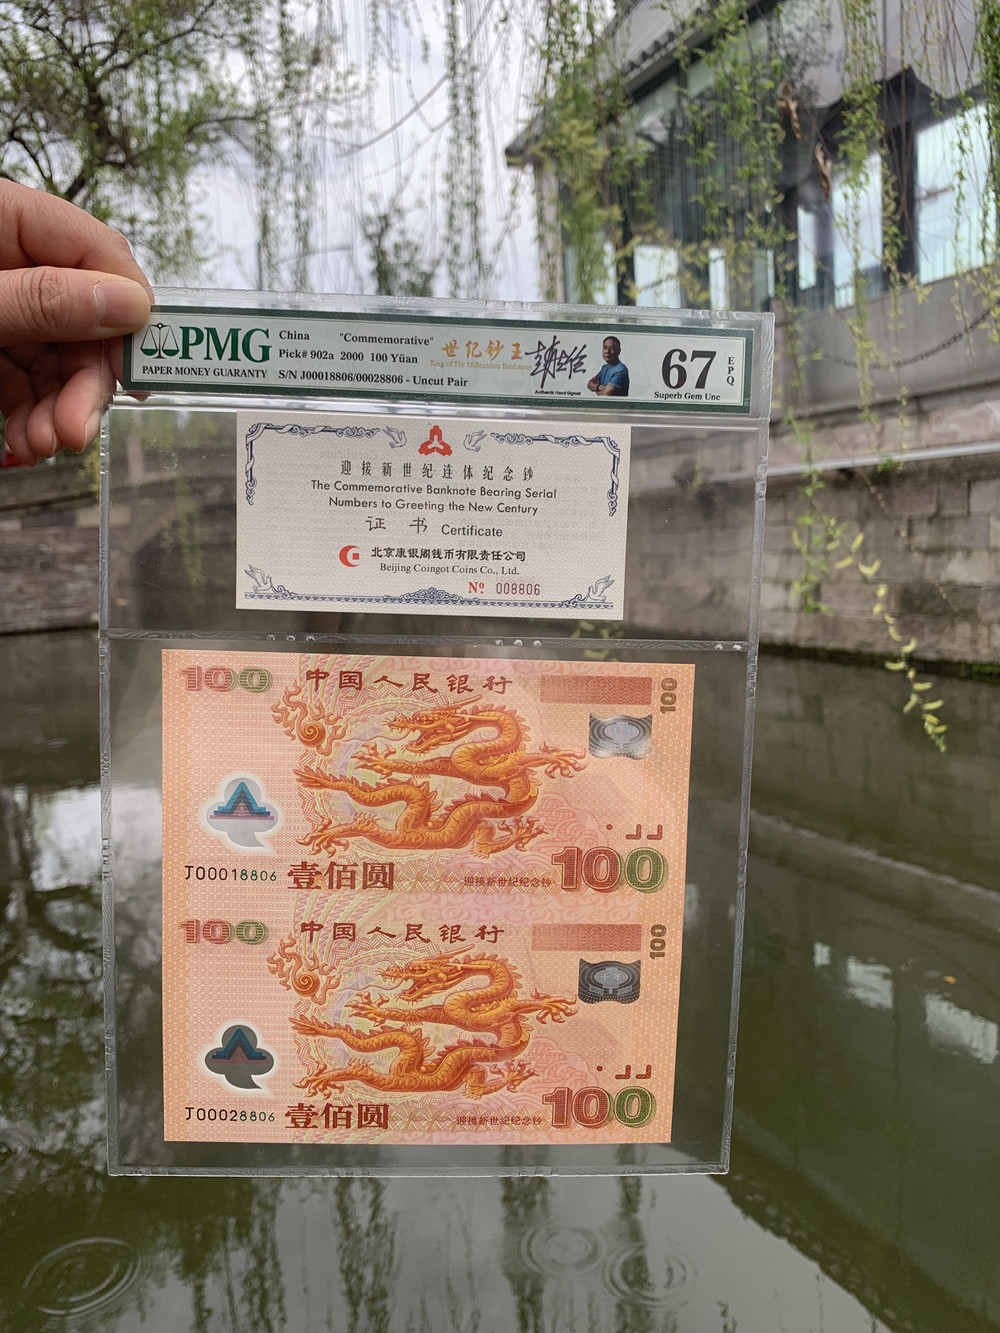 PMG
PAPER MONEY GUARANTY
China "Commemorative"
Pick# 902a 2000 100 Yüan
S/N J00018806/00028806 - Uncut Pair
世纪钞王
King of The Millennium Banknotes
Authentic Hand-Signed
67
EPQ
Superb Gem Unc
迎接新世纪连体纪念钞
The Commemorative Banknote Bearing Serial
Numbers to Greeting the New Century
证书 Certificate
北京康银阁钱币有限责任公司
Beijing Coingot Coins Co., Ltd.
Nº 008806
100 中国人民银行 100
J00018806 壹佰圆 迎接新世纪纪念钞 100
100 中国人民银行 100
J00028806 壹佰圆 迎接新世纪纪念钞 100